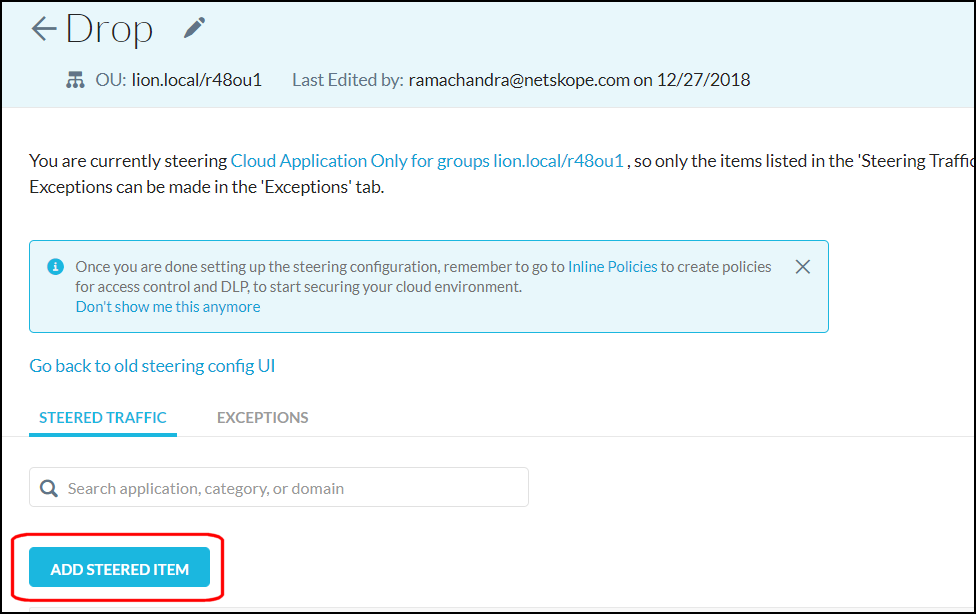 Drop
OU: lion.local/r48ou1 Last Edited by: ramachandra@netskope.com on 12/27/2018
You are currently steering Cloud Application Only for groups lion.local/r48ou1 , so only the items listed in the 'Steering Traffic
Exceptions can be made in the 'Exceptions' tab.
Once you are done setting up the steering configuration, remember to go to Inline Policies to create policies
for access control and DLP, to start securing your cloud environment.
Don't show me this anymore
Go back to old steering config UI
STEERED TRAFFIC EXCEPTIONS
Search application, category, or domain
ADD STEERED ITEM